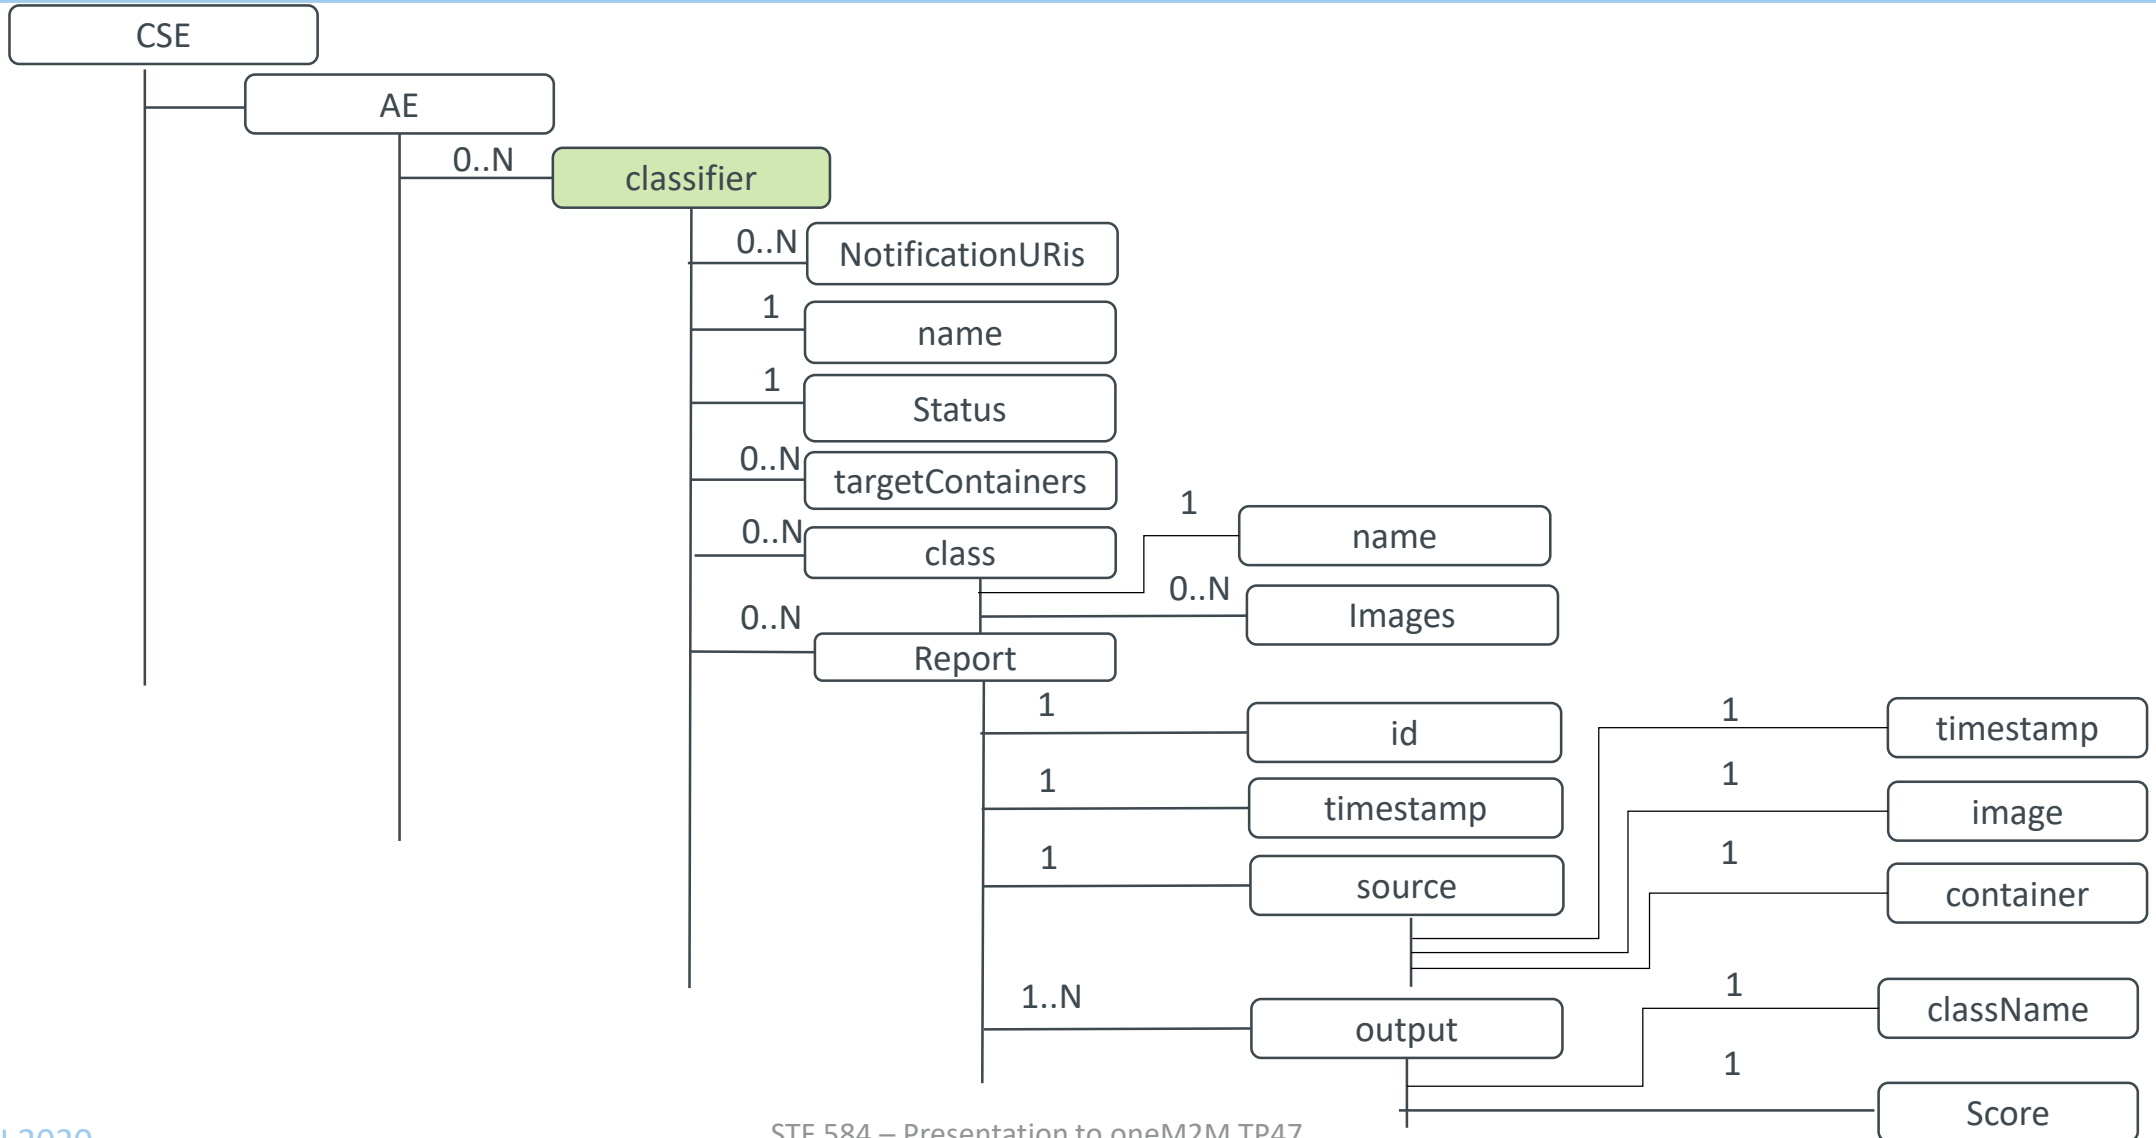 CSE
AE
0..N
classifier
0..N
NotificationURis
1
name
1
Status
0..N
targetContainers
0..N
class
1
name
0..N
Images
0..N
Report
1
id
1
timestamp
1
source
1
timestamp
1
image
1
container
1..N
output
1
className
1
Score
2020
STF 584 – Presentation to oneM2M TP47